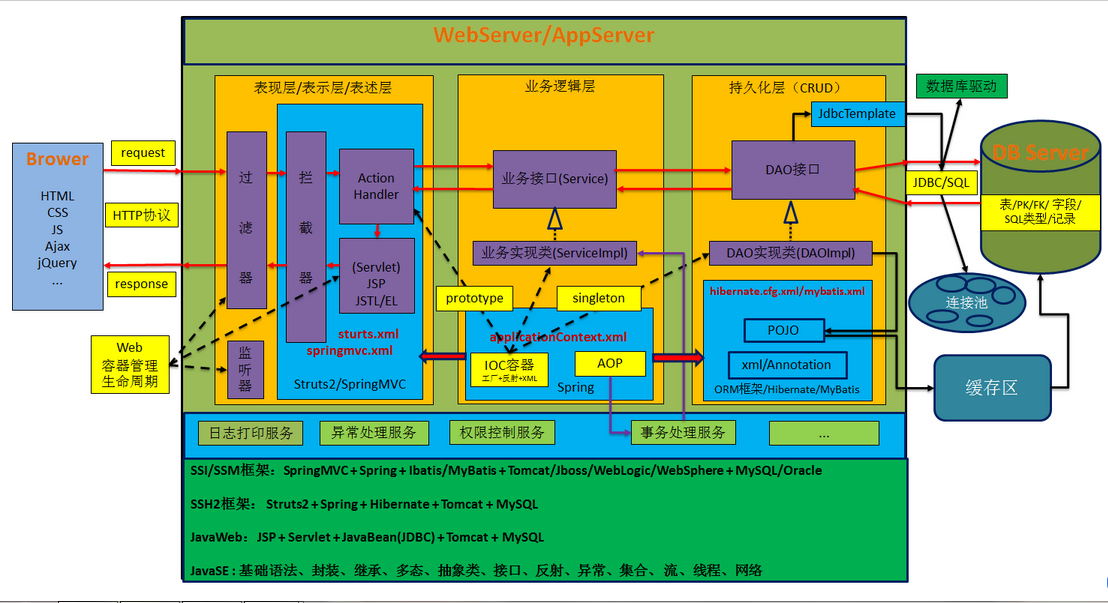 WebServer/AppServer
Brower
HTML
CSS
JS
Ajax
jQuery
...
request
HTTP协议
response
Web
容器管理
生命周期
表现层/表示层/表述层
过
滤
器
监
听
器
拦
截
器
Action
Handler
(Servlet)
JSP
JSTL/EL
sturts.xml
springmvc.xml
Struts2/SpringMVC
业务逻辑层
业务接口(Service)
业务实现类(ServiceImpl)
prototype
singleton
applicationContext.xml
IOC容器
工厂+反射+XML
AOP
Spring
持久化层（CRUD）
JdbcTemplate
DAO接口
DAO实现类(DAOImpl)
hibernate.cfg.xml/mybatis.xml
POJO
xml/Annotation
ORM框架/Hibernate/MyBatis
数据库驱动
JDBC/SQL
DB Server
表/PK/FK/ 字段/
SQL类型/记录
连接池
缓存区
日志打印服务
异常处理服务
权限控制服务
事务处理服务
...
SSI/SSM框架：SpringMVC+Spring+Ibatis/MyBatis+Tomcat/Jboss/WebLogic/WebSphere+MySQL/Oracle
SSH2框架：Struts2+Spring+Hibernate+Tomcat+MySQL
JavaWeb：JSP+Servlet+JavaBean(JDBC)+Tomcat+MySQL
JavaSE : 基础语法、封装、继承、多态、抽象类、接口、反射、异常、集合、流、线程、网络